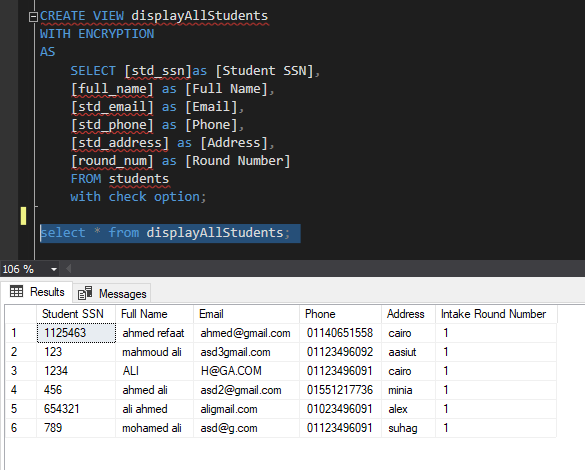 CREATE VIEW displayAllStudents
WITH ENCRYPTION
AS
SELECT [std_ssn]as [Student SSN],
[full_name] as [Full Name],
[std_email] as [Email],
[std_phone] as [Phone],
[std_address] as [Address],
[round_num] as [Round Number]
FROM students
with check option;
select * from displayAllStudents;
106 %
Results Messages
Student SSN Full Name Email Phone Address Intake Round Number
1 1125463 ahmed refaat ahmed@gmail.com 01140651558 cairo 1
2 123 mahmoud ali asd3gmail.com 01123496092 aasiut 1
3 1234 ALI H@GA.COM 01123496091 cairo 1
4 456 ahmed ali asd2@gmail.com 01551217736 minia 1
5 654321 ali ahmed aligmail.com 01023496091 alex 1
6 789 mohamed ali asd@g.com 01123496091 suhag 1